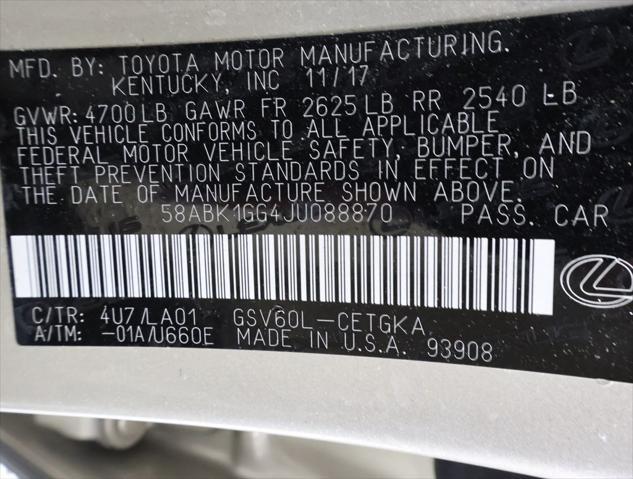 MFD. BY: TOYOTA MOTOR MANUFACTURING.
KENTUCKY, INC 11/17
GVWR: 4700LB GAWR FR 2625LB RR 2540 LB
THIS VEHICLE CONFORMS TO ALL APPLICABLE
FEDERAL MOTOR VEHICLE SAFETY, BUMPER, AND
THEFT PREVENTION STANDARDS IN EFFECT ON
THE DATE OF MANUFACTURE SHOWN ABOVE.
58ABK1GG4JU088870 PASS. CAR
C/TR: 4U7/LA01 GSV60L-CETGKA
A/TM: -01A/U660E MADE IN U.S.A. 93908